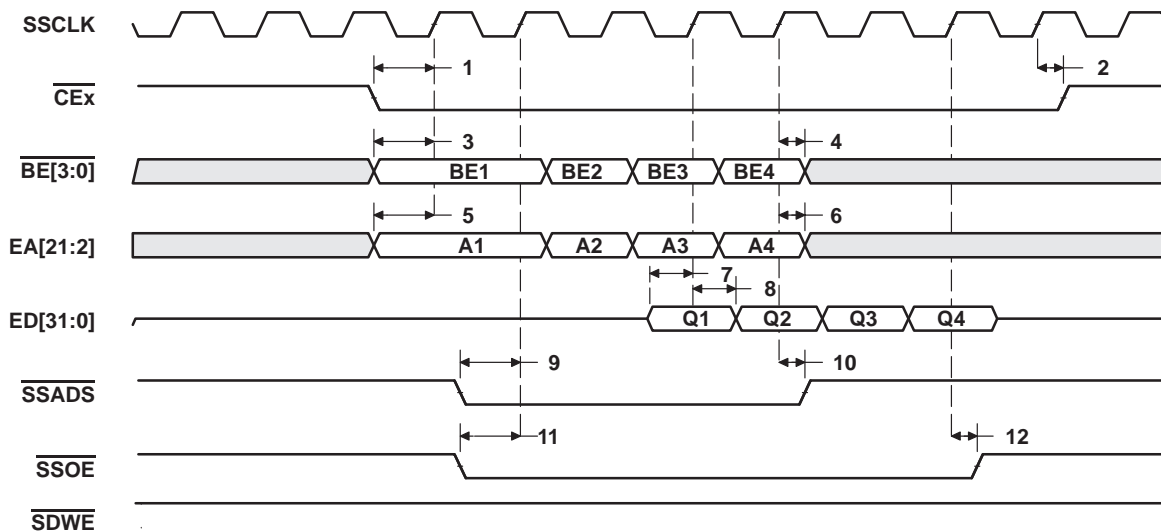 SSCLK
1 2
CEx
3 4
BE[3:0] BE1 BE2 BE3 BE4
5 6
EA[21:2] A1 A2 A3 A4
7 8
ED[31:0] Q1 Q2 Q3 Q4
9 10
SSADS
11 12
SSOE
SDWE